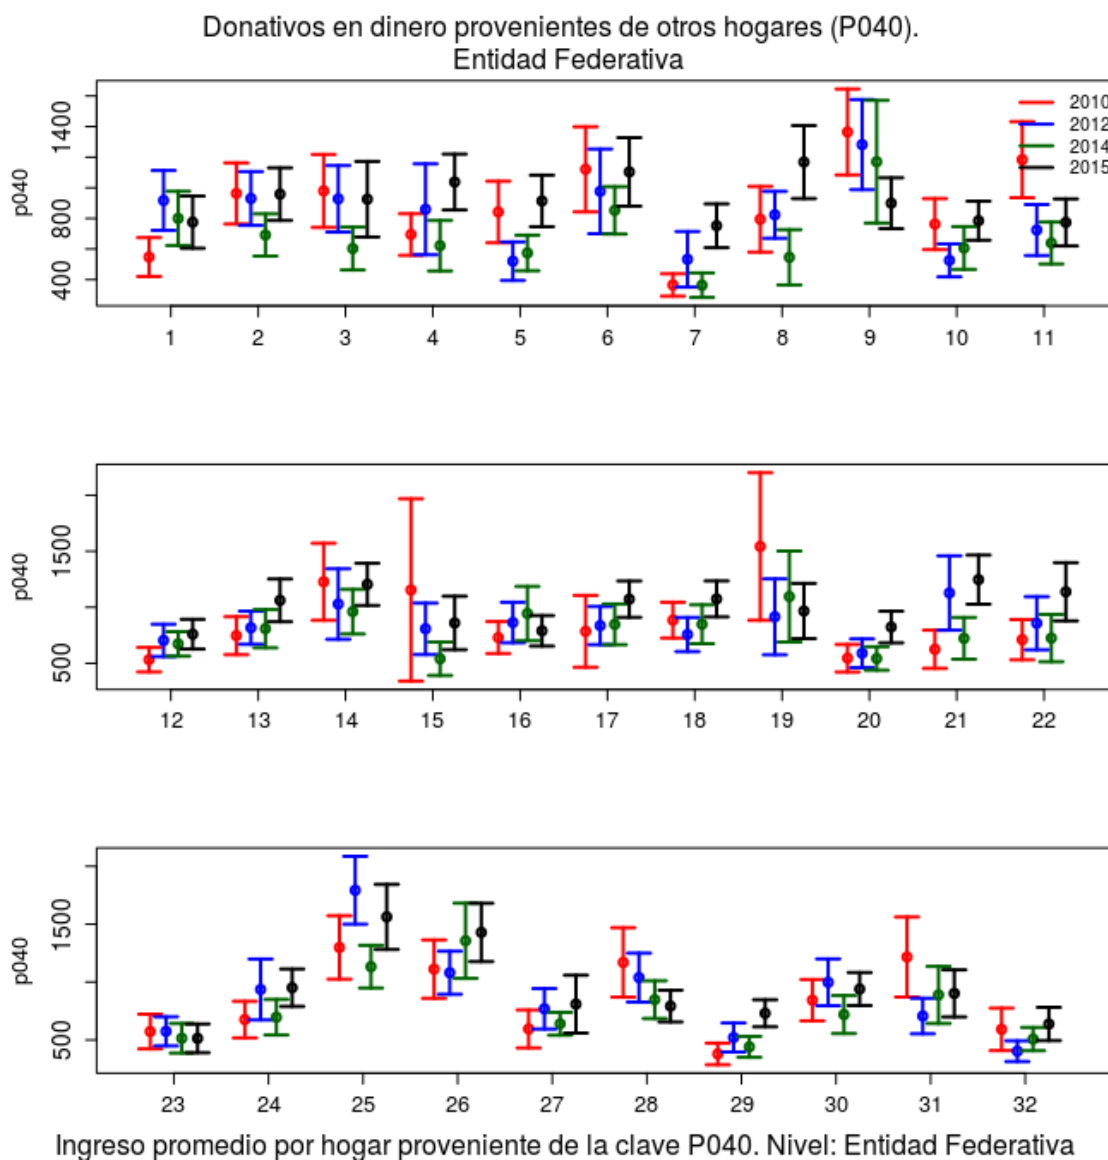 Donativos en dinero provenientes de otros hogares (P040).
Entidad Federativa
p040
400 800 1400
2010
2012
2014
2015
1 2 3 4 5 6 7 8 9 10 11
p040
500 1500
12 13 14 15 16 17 18 19 20 21 22
p040
500 1500
23 24 25 26 27 28 29 30 31 32
Ingreso promedio por hogar proveniente de la clave P040. Nivel: Entidad Federativa